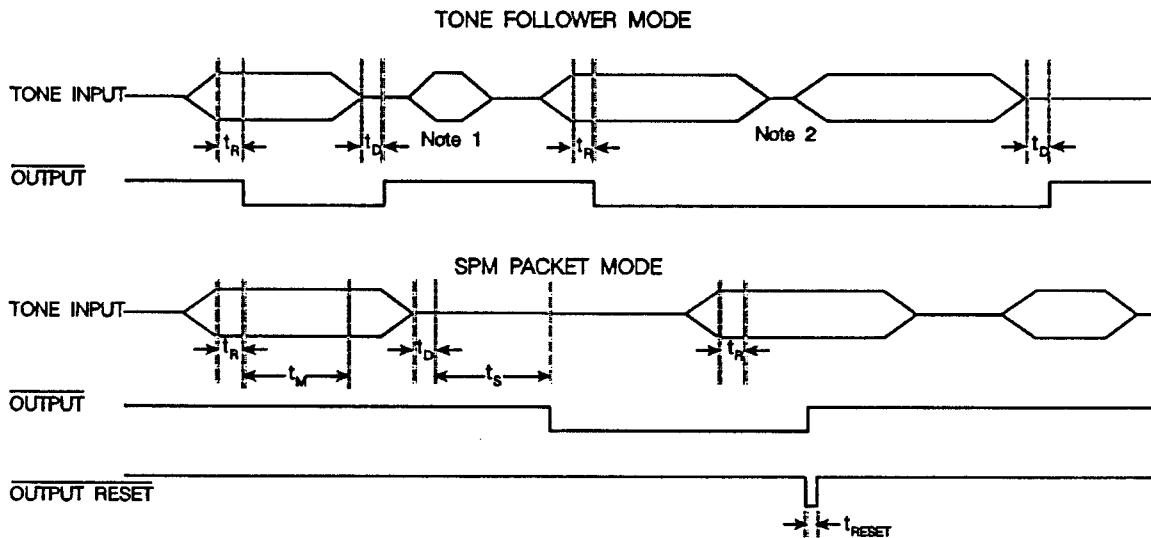 TONE FOLLOWER MODE
TONE INPUT
tR
tD
Note 1
tR
Note 2
tD
OUTPUT
SPM PACKET MODE
TONE INPUT
tR
tM
tD
tS
tR
OUTPUT
OUTPUT RESET
tRESET